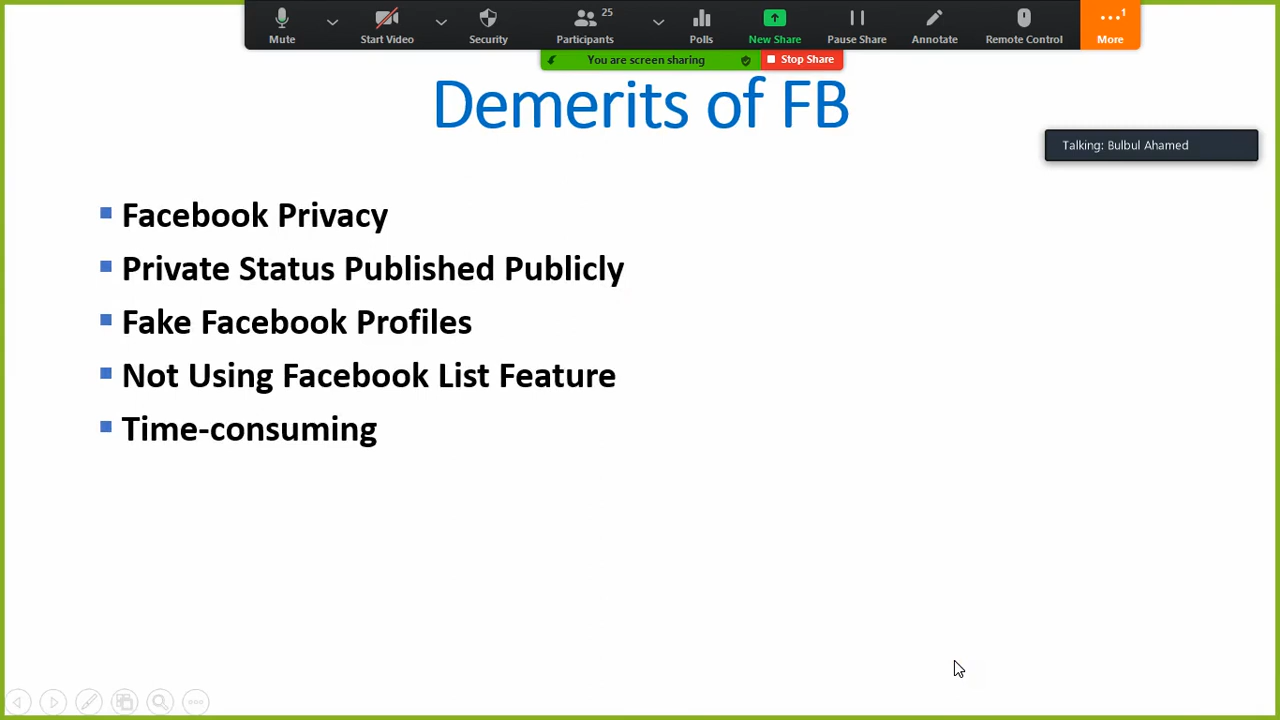 25
1
Mute
Start Video
Security
Participants
Polls
New Share
Pause Share
Annotate
Remote Control
More
You are screen sharing
Stop Share
Demerits of FB
Talking: Bulbul Ahamed
Facebook Privacy
Private Status Published Publicly
Fake Facebook Profiles
Not Using Facebook List Feature
Time-consuming